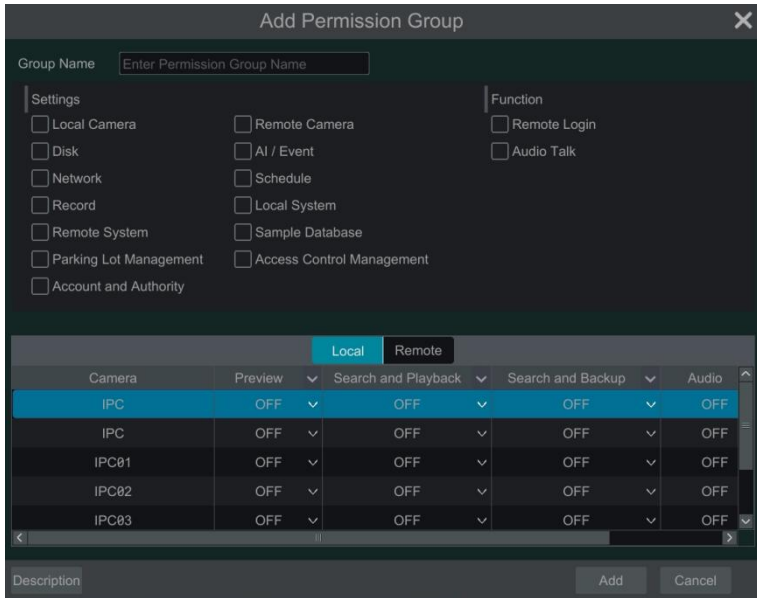 Add Permission Group
Group Name Enter Permission Group Name
Settings Function
Local Camera Remote Camera Remote Login
Disk AI / Event Audio Talk
Network Schedule
Record Local System
Remote System Sample Database
Parking Lot Management Access Control Management
Account and Authority
Local Remote
Camera Preview Search and Playback Search and Backup Audio
IPC OFF OFF OFF OFF
IPC OFF OFF OFF OFF
IPC01 OFF OFF OFF OFF
IPC02 OFF OFF OFF OFF
IPC03 OFF OFF OFF OFF
Description Add Cancel